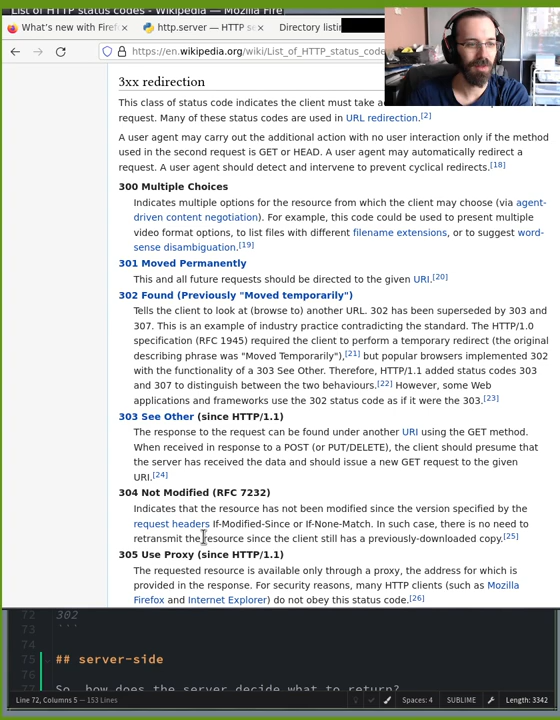 List of HTTP status codes - Wikipedia — Mozilla Fire
What's new with Firef
http.server — HTTP se
Directory listi
https://en.wikipedia.org/wiki/List_of_HTTP_status_code
3xx redirection
This class of status code indicates the client must take a
request. Many of these status codes are used in URL redirection.[2]
A user agent may carry out the additional action with no user interaction only if the method
used in the second request is GET or HEAD. A user agent may automatically redirect a
request. A user agent should detect and intervene to prevent cyclical redirects.[18]
300 Multiple Choices
Indicates multiple options for the resource from which the client may choose (via agent-
driven content negotiation). For example, this code could be used to present multiple
video format options, to list files with different filename extensions, or to suggest word-
sense disambiguation.[19]
301 Moved Permanently
This and all future requests should be directed to the given URI.[20]
302 Found (Previously "Moved temporarily")
Tells the client to look at (browse to) another URL. 302 has been superseded by 303 and
307. This is an example of industry practice contradicting the standard. The HTTP/1.0
specification (RFC 1945) required the client to perform a temporary redirect (the original
describing phrase was "Moved Temporarily"),[21] but popular browsers implemented 302
with the functionality of a 303 See Other. Therefore, HTTP/1.1 added status codes 303
and 307 to distinguish between the two behaviours.[22] However, some Web
applications and frameworks use the 302 status code as if it were the 303.[23]
303 See Other (since HTTP/1.1)
The response to the request can be found under another URI using the GET method.
When received in response to a POST (or PUT/DELETE), the client should presume that
the server has received the data and should issue a new GET request to the given
URI.[24]
304 Not Modified (RFC 7232)
Indicates that the resource has not been modified since the version specified by the
request headers If-Modified-Since or If-None-Match. In such case, there is no need to
retransmit the resource since the client still has a previously-downloaded copy.[25]
305 Use Proxy (since HTTP/1.1)
The requested resource is available only through a proxy, the address for which is
provided in the response. For security reasons, many HTTP clients (such as Mozilla
Firefox and Internet Explorer) do not obey this status code.[26]
72 302
73 ```
74
75 ## server-side
76
77 So, how does the server decide what to return?
Line 72, Columns 5 — 153 Lines
Spaces: 4
SUBLIME
Length: 3342